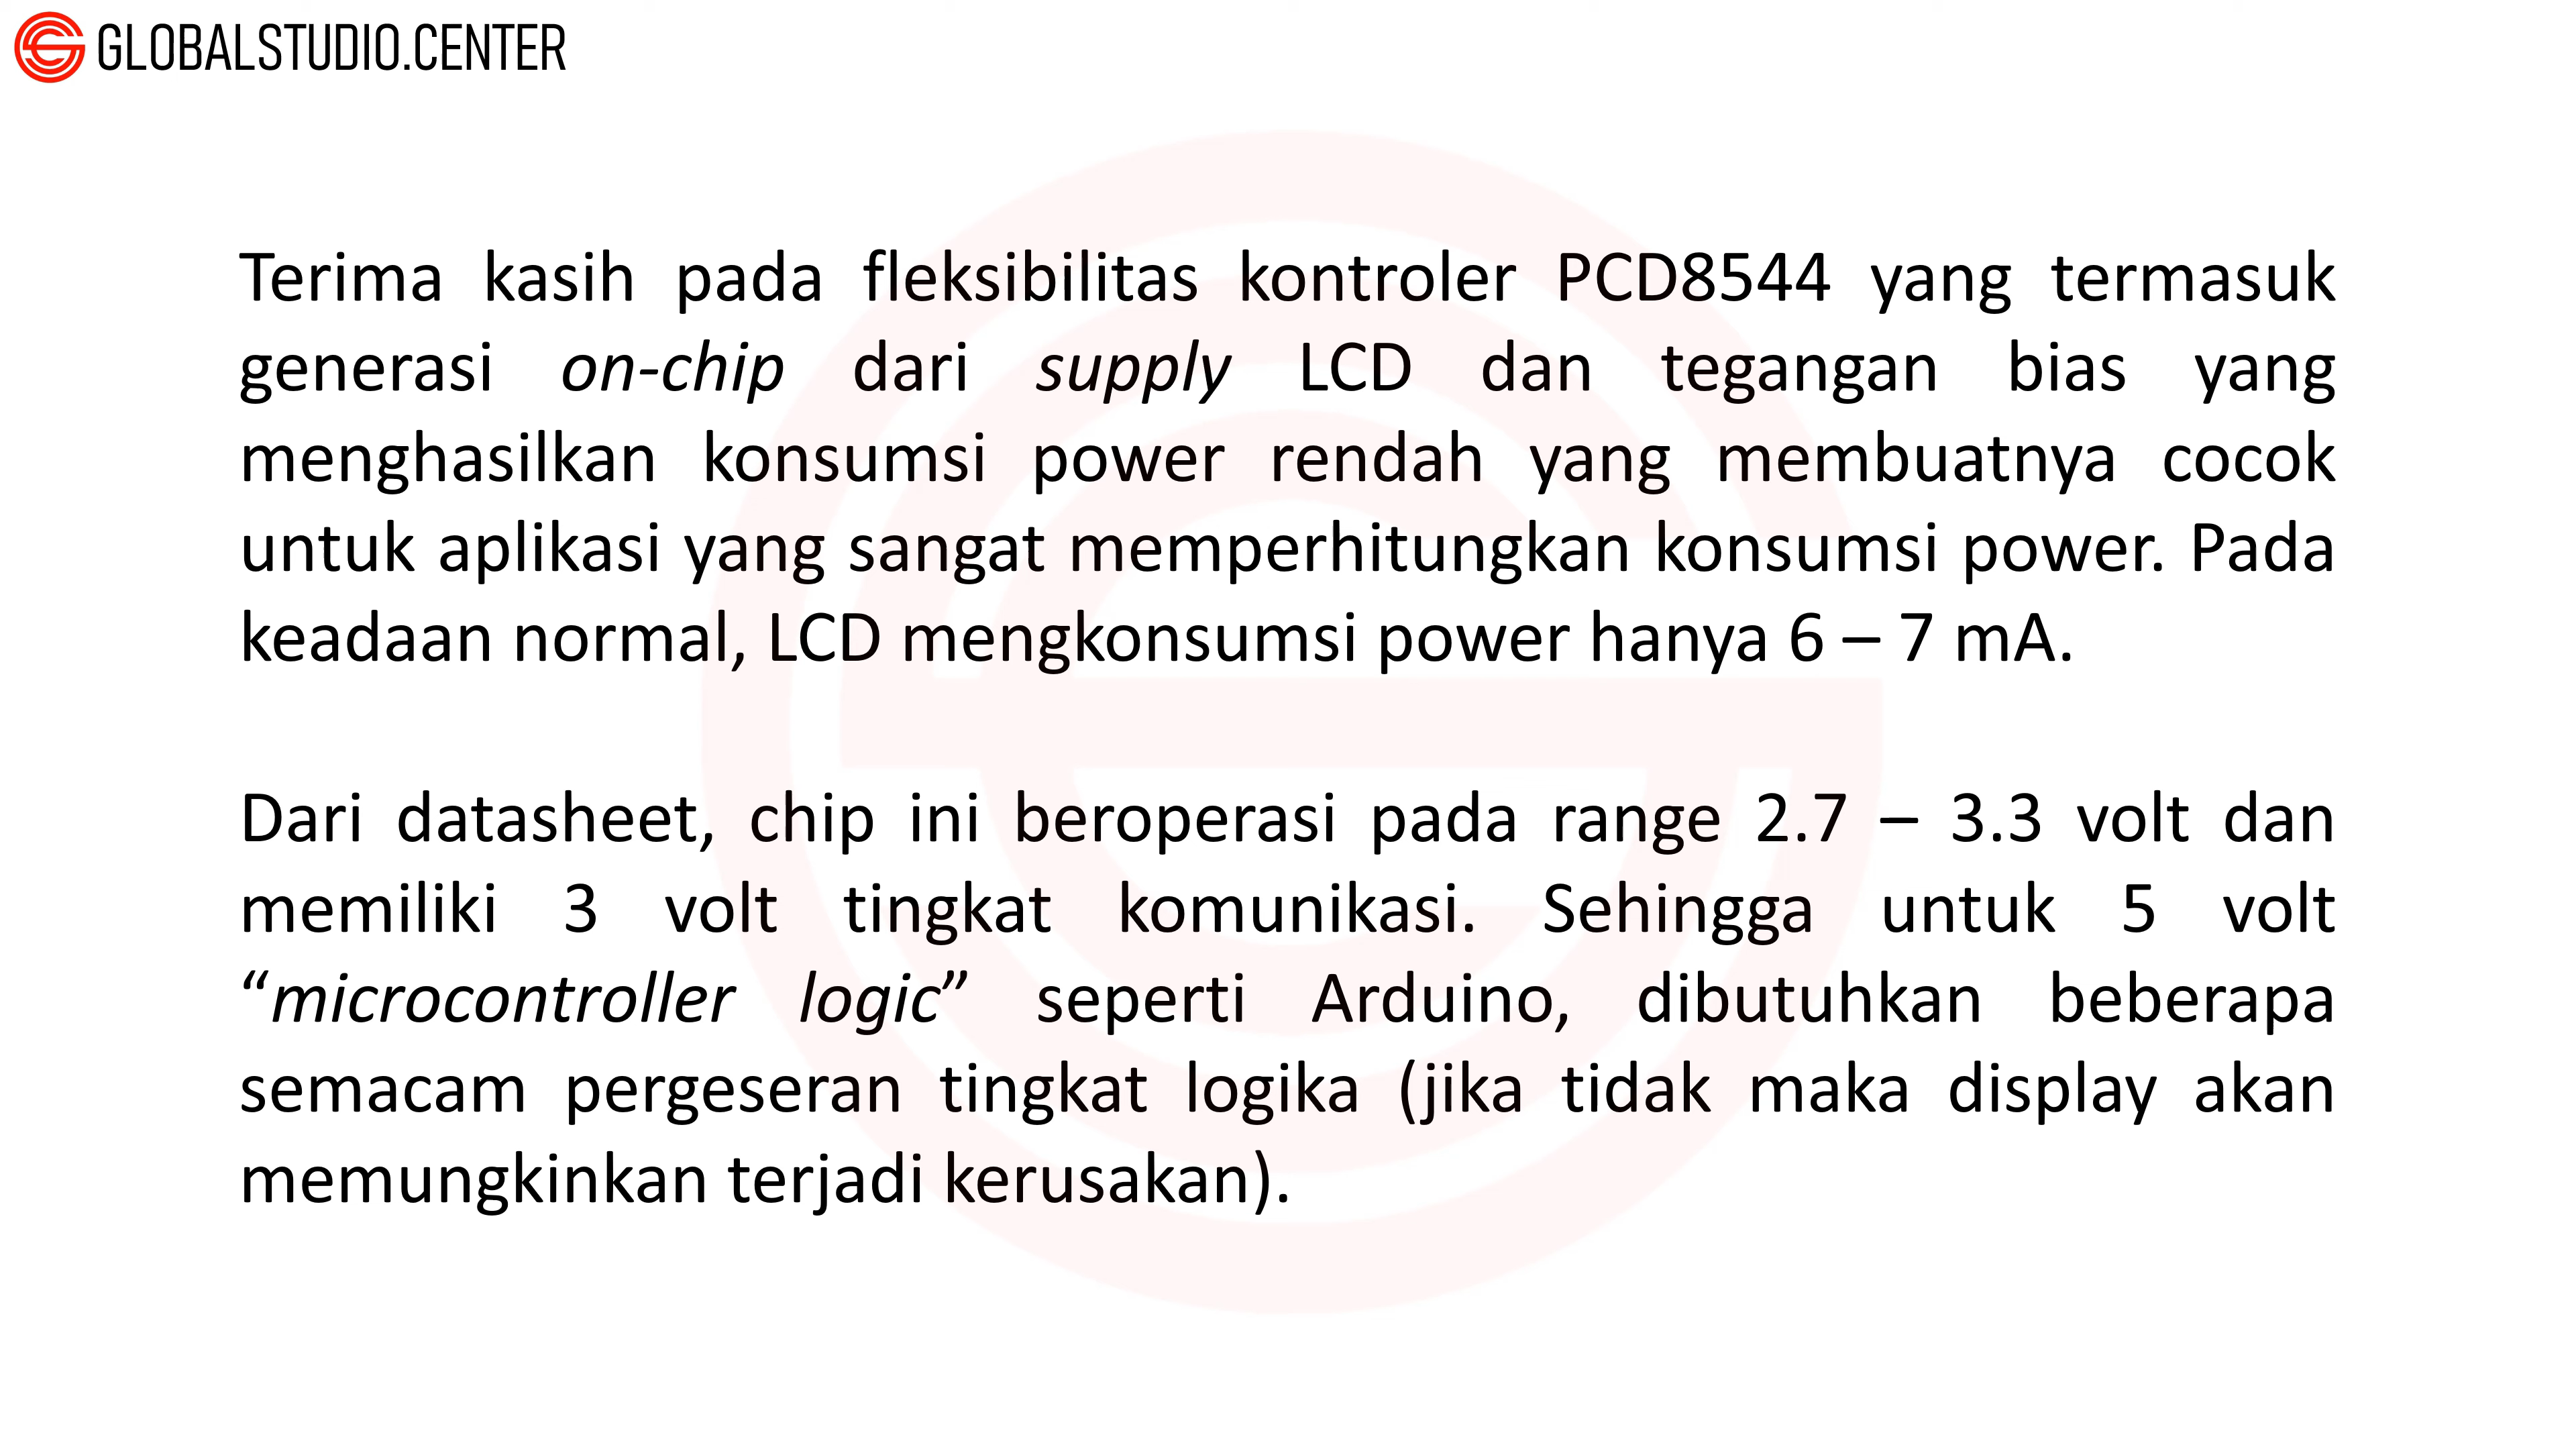 GLOBALSTUDIO.CENTER
Terima kasih pada fleksibilitas kontroler PCD8544 yang termasuk
generasi on-chip dari supply LCD dan tegangan bias yang
menghasilkan konsumsi power rendah yang membuatnya cocok
untuk aplikasi yang sangat memperhitungkan konsumsi power. Pada
keadaan normal, LCD mengkonsumsi power hanya 6 – 7 mA.
Dari datasheet, chip ini beroperasi pada range 2.7 – 3.3 volt dan
memiliki 3 volt tingkat komunikasi. Sehingga untuk 5 volt
“microcontroller logic” seperti Arduino, dibutuhkan beberapa
semacam pergeseran tingkat logika (jika tidak maka display akan
memungkinkan terjadi kerusakan).